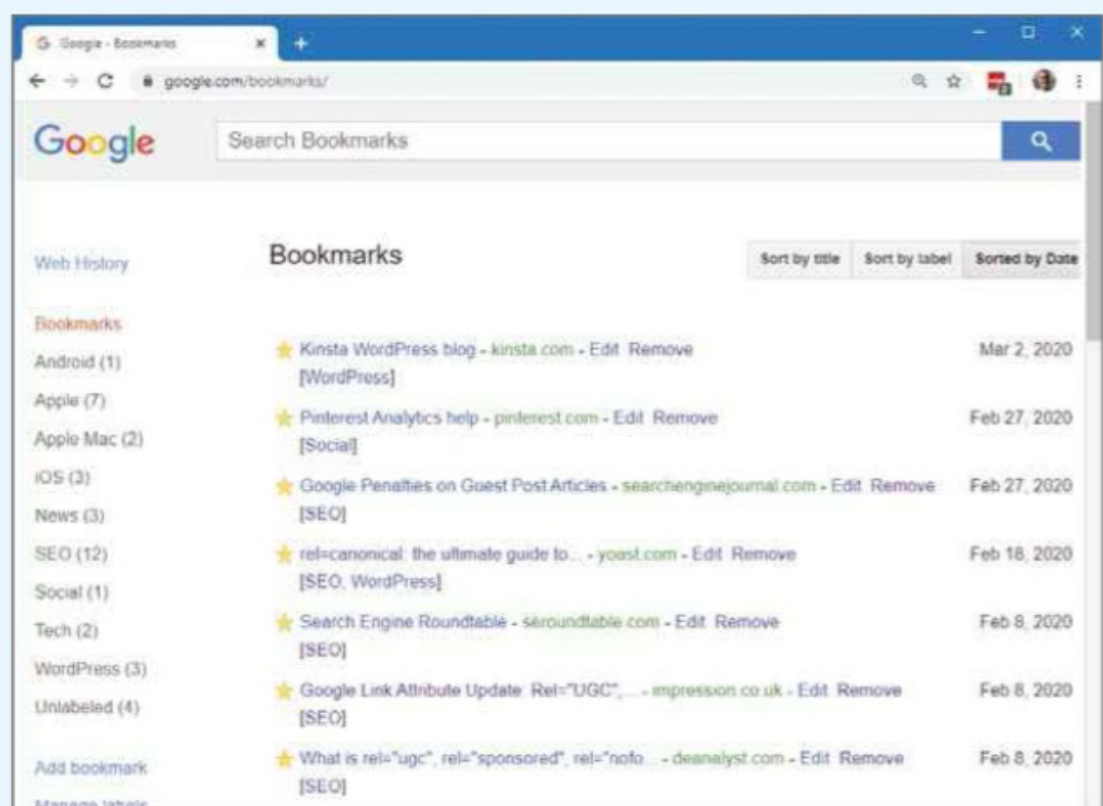 Google - Bookmarks
google.com/bookmarks/
Google
Search Bookmarks
Web History
Bookmarks
Android (1)
Apple (7)
Apple Mac (2)
iOS (3)
News (3)
SEO (12)
Social (1)
Tech (2)
WordPress (3)
Unlabeled (4)
Add bookmark
Manage labels
Bookmarks
Sort by title Sort by label Sorted by Date
Kinsta WordPress blog - kinsta.com - Edit Remove Mar 2, 2020
[WordPress]
Pinterest Analytics help - pinterest.com - Edit Remove Feb 27, 2020
[Social]
Google Penalties on Guest Post Articles - searchenginejournal.com - Edit Remove Feb 27, 2020
[SEO]
rel=canonical: the ultimate guide to... - yoast.com - Edit Remove Feb 18, 2020
[SEO, WordPress]
Search Engine Roundtable - seroundtable.com - Edit Remove Feb 8, 2020
[SEO]
Google Link Attribute Update: Rel="UGC",... - impression.co.uk - Edit Remove Feb 8, 2020
[SEO]
What is rel="ugc", rel="sponsored", rel="nofo... - deanalyst.com - Edit Remove Feb 8, 2020
[SEO]